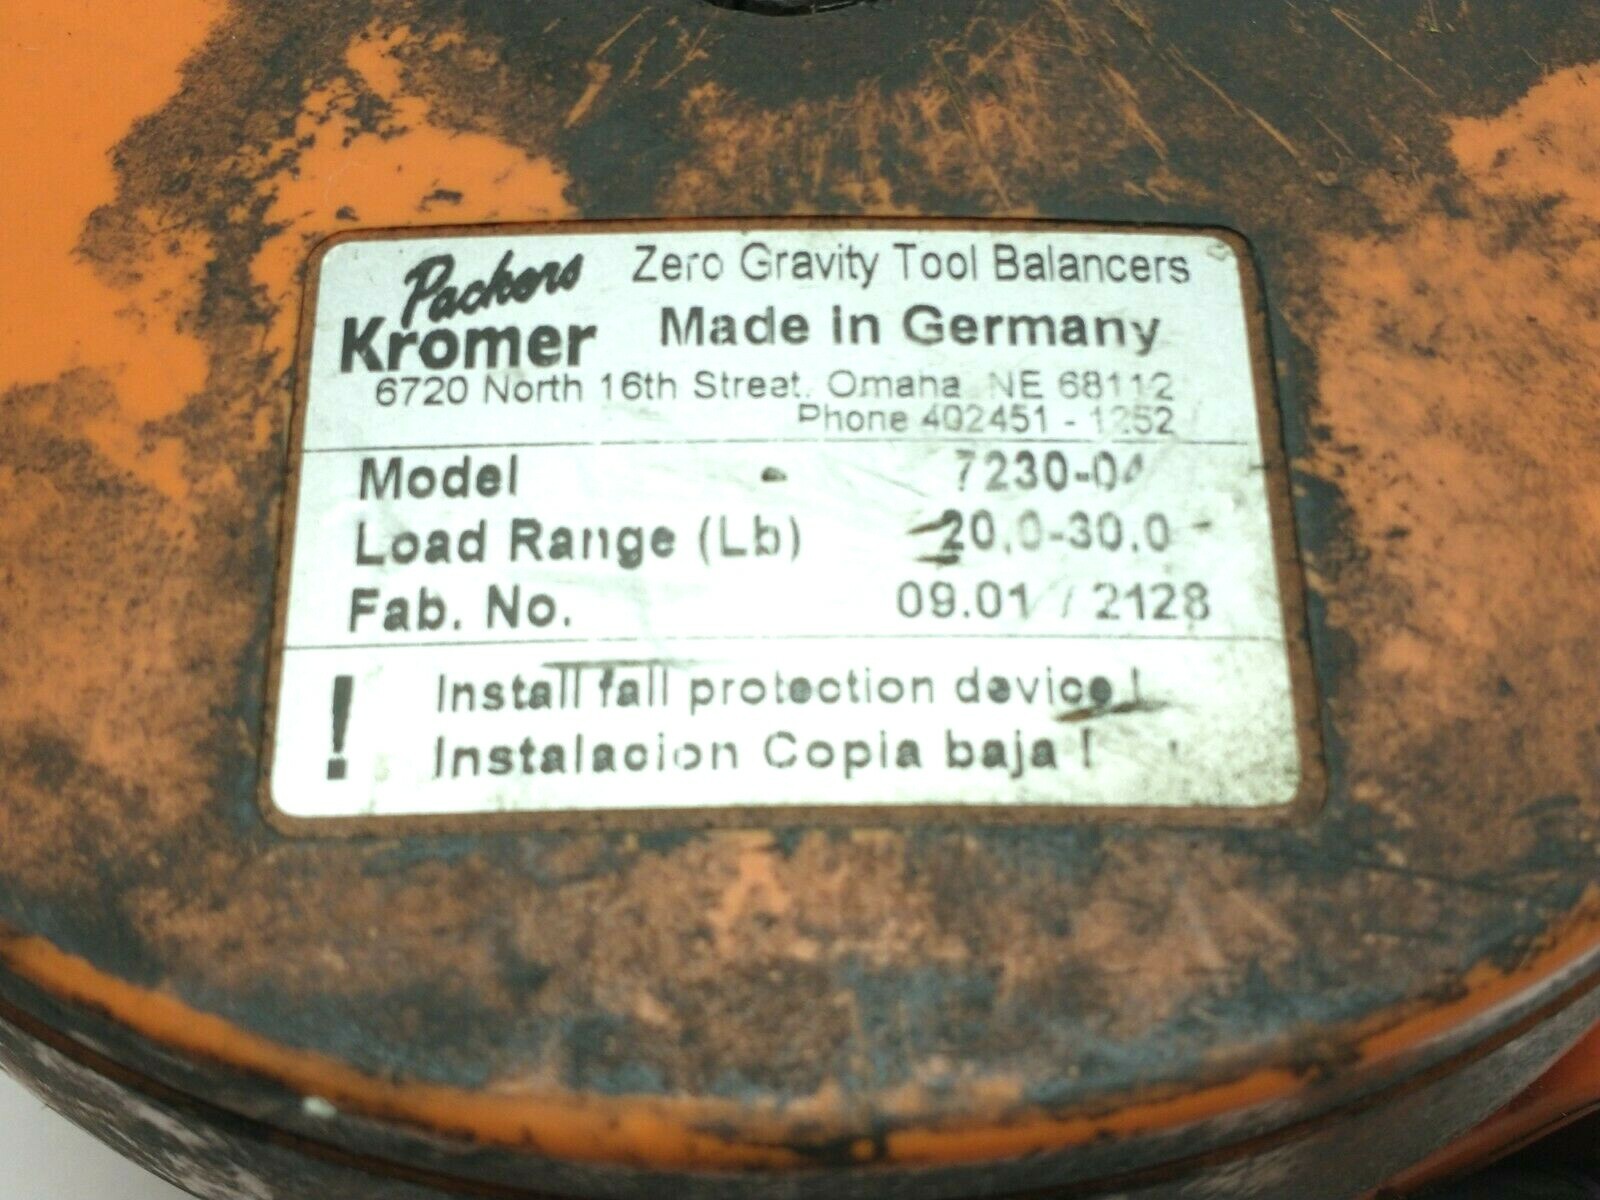 Packers Zero Gravity Tool Balancers
Kromer Made in Germany
6720 North 16th Street, Omaha NE 68112
Phone 402451 - 1252
Model 7230-04
Load Range (Lb) 20.0-30.0
Fab. No. 09.01 / 2128
! Install fall protection device !
Instalacion Copia baja !